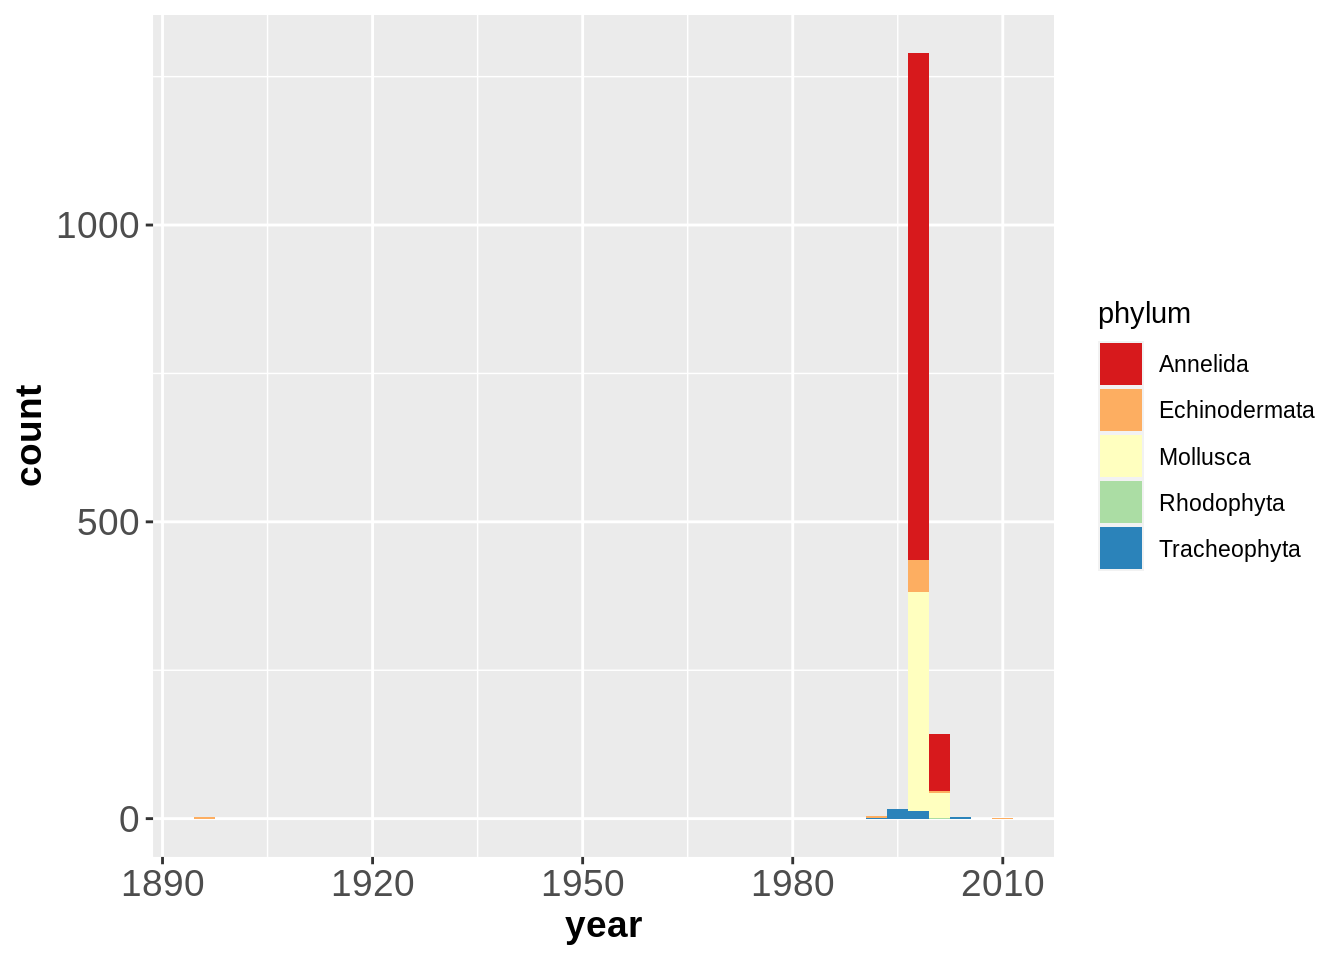 1000
500
0
count
1890 1920 1950 1980 2010
year
phylum
Annelida
Echinodermata
Mollusca
Rhodophyta
Tracheophyta